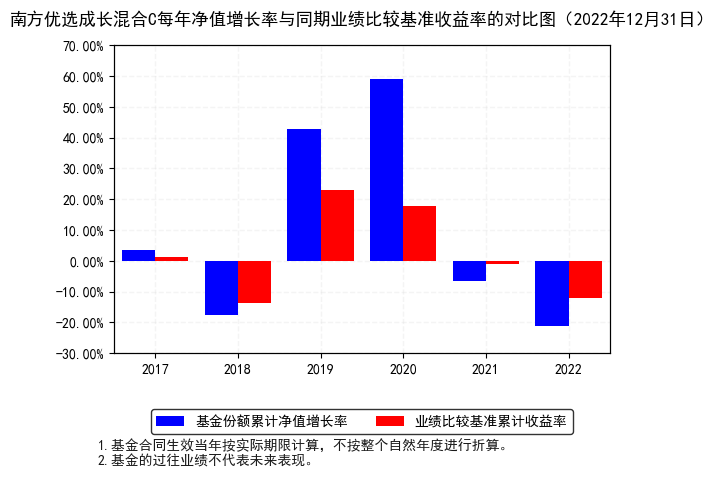 南方优选成长混合C每年净值增长率与同期业绩比较基准收益率的对比图（2022年12月31日）
70.00%
60.00%
50.00%
40.00%
30.00%
20.00%
10.00%
0.00%
-10.00%
-20.00%
-30.00%
2017 2018 2019 2020 2021 2022
基金份额累计净值增长率 业绩比较基准累计收益率
1.基金合同生效当年按实际期限计算，不按整个自然年度进行折算。
2.基金的过往业绩不代表未来表现。